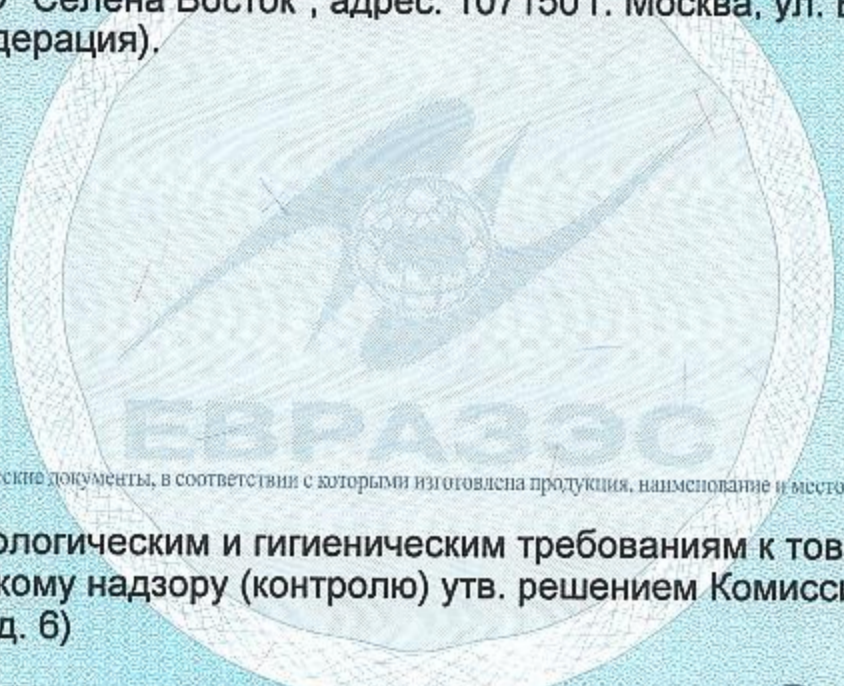 "Селена Восток", адрес: 107150 г. Москва, ул.
дерация).
ЕВРАЗЭС
ские документы, в соответствии с которыми изготовлена продукция, наименование и место
ологическим и гигиеническим требованиям к тов
кому надзору (контролю) утв. решением Комисси
д. 6)